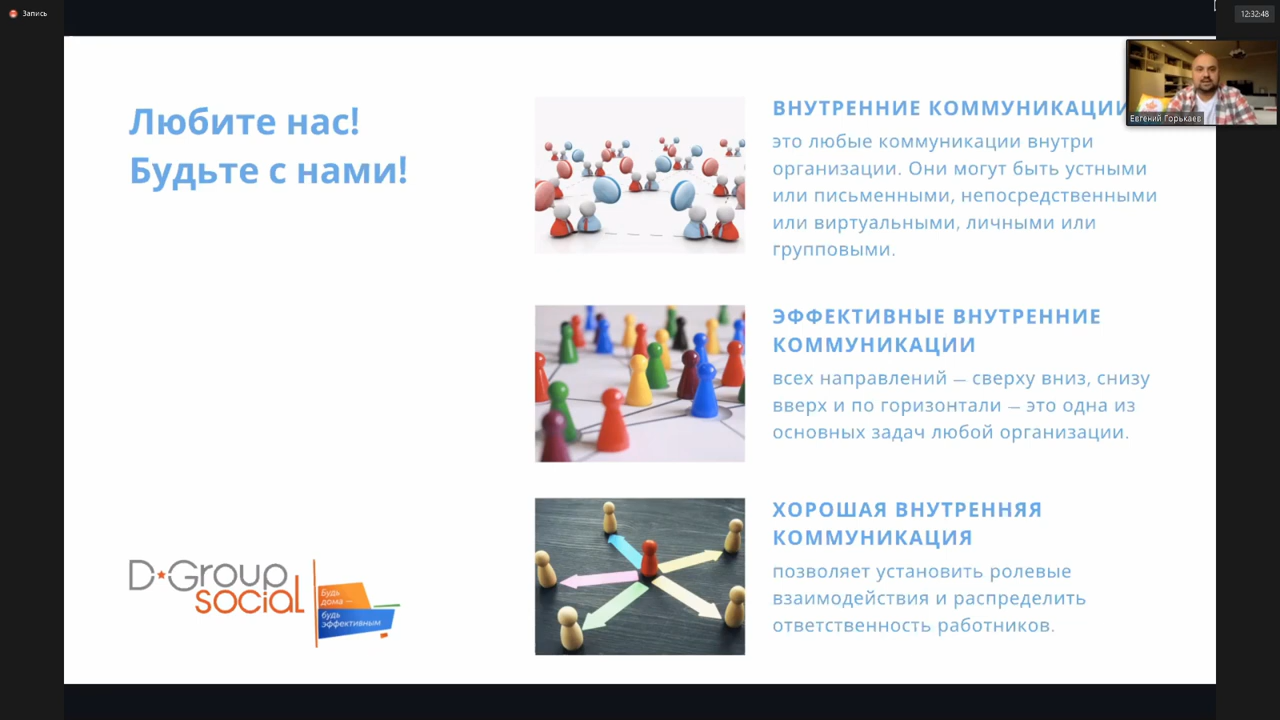 Запись
12:32:48
Евгений Горькаев
Любите нас!
Будьте с нами!
ВНУТРЕННИЕ КОММУНИКАЦИИ
это любые коммуникации внутри
организации. Они могут быть устными
или письменными, непосредственными
или виртуальными, личными или
групповыми.
ЭФФЕКТИВНЫЕ ВНУТРЕННИЕ
КОММУНИКАЦИИ
всех направлений — сверху вниз, снизу
вверх и по горизонтали — это одна из
основных задач любой организации.
ХОРОШАЯ ВНУТРЕННЯЯ
КОММУНИКАЦИЯ
позволяет установить ролевые
взаимодействия и распределить
ответственность работников.
D★Group
social
Будь
дома —
будь
эффективным